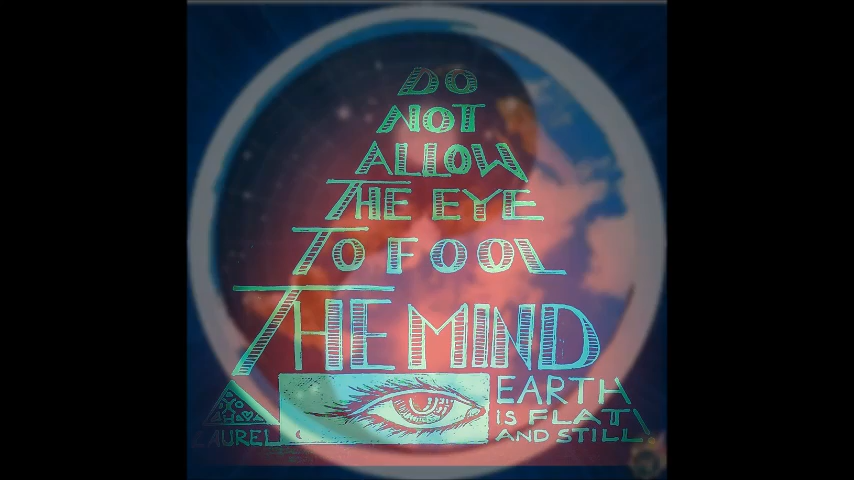 DO
NOT
ALLOW
THE EYE
TO FOOL
THE MIND
EARTH
IS FLAT
AND STILL
LAUREL